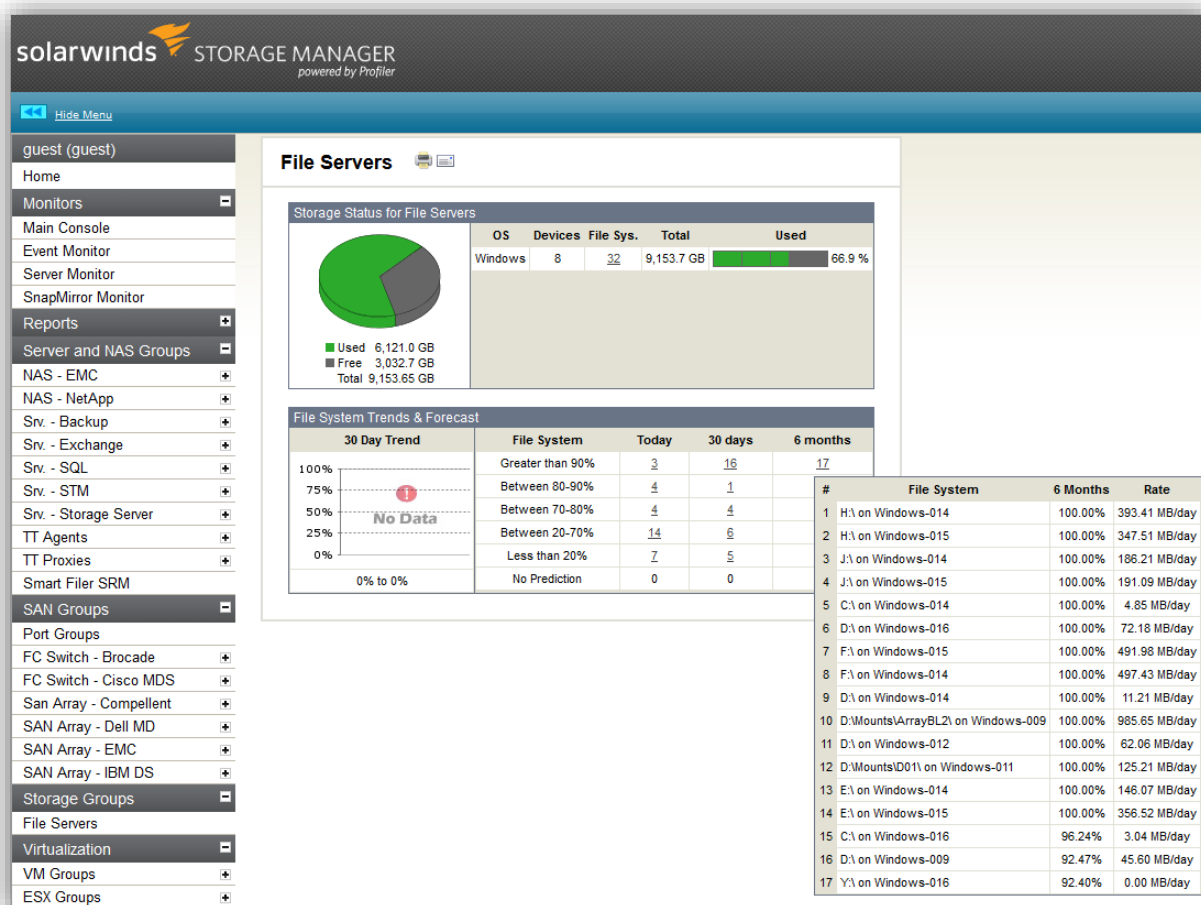 solarwinds STORAGE MANAGER
powered by Profiler
Hide Menu
guest (guest)
Home
Monitors
Main Console
Event Monitor
Server Monitor
SnapMirror Monitor
Reports
Server and NAS Groups
NAS - EMC
NAS - NetApp
Srv. - Backup
Srv. - Exchange
Srv. - SQL
Srv. - STM
Srv. - Storage Server
TT Agents
TT Proxies
Smart Filer SRM
SAN Groups
Port Groups
FC Switch - Brocade
FC Switch - Cisco MDS
San Array - Compellent
SAN Array - Dell MD
SAN Array - EMC
SAN Array - IBM DS
Storage Groups
File Servers
Virtualization
VM Groups
ESX Groups
File Servers
Storage Status for File Servers
Used 6,121.0 GB
Free 3,032.7 GB
Total 9,153.65 GB
OS Devices File Sys. Total Used
Windows 8 32 9,153.7 GB 66.9 %
File System Trends & Forecast
30 Day Trend
100%
75%
50%
25%
0%
No Data
0% to 0%
File System Today 30 days 6 months
Greater than 90% 3 16 17
Between 80-90% 4 1
Between 70-80% 4 4
Between 20-70% 14 6
Less than 20% 7 5
No Prediction 0 0
# File System 6 Months Rate
1 H:\ on Windows-014 100.00% 393.41 MB/day
2 H:\ on Windows-015 100.00% 347.51 MB/day
3 J:\ on Windows-014 100.00% 186.21 MB/day
4 J:\ on Windows-015 100.00% 191.09 MB/day
5 C:\ on Windows-014 100.00% 4.85 MB/day
6 D:\ on Windows-016 100.00% 72.18 MB/day
7 F:\ on Windows-015 100.00% 491.98 MB/day
8 F:\ on Windows-014 100.00% 497.43 MB/day
9 D:\ on Windows-014 100.00% 11.21 MB/day
10 D:\Mounts\ArrayBL2\ on Windows-009 100.00% 985.65 MB/day
11 D:\ on Windows-012 100.00% 62.06 MB/day
12 D:\Mounts\D01\ on Windows-011 100.00% 125.21 MB/day
13 E:\ on Windows-014 100.00% 146.07 MB/day
14 E:\ on Windows-015 100.00% 356.52 MB/day
15 C:\ on Windows-016 96.24% 3.04 MB/day
16 D:\ on Windows-009 92.47% 45.60 MB/day
17 Y:\ on Windows-016 92.40% 0.00 MB/day